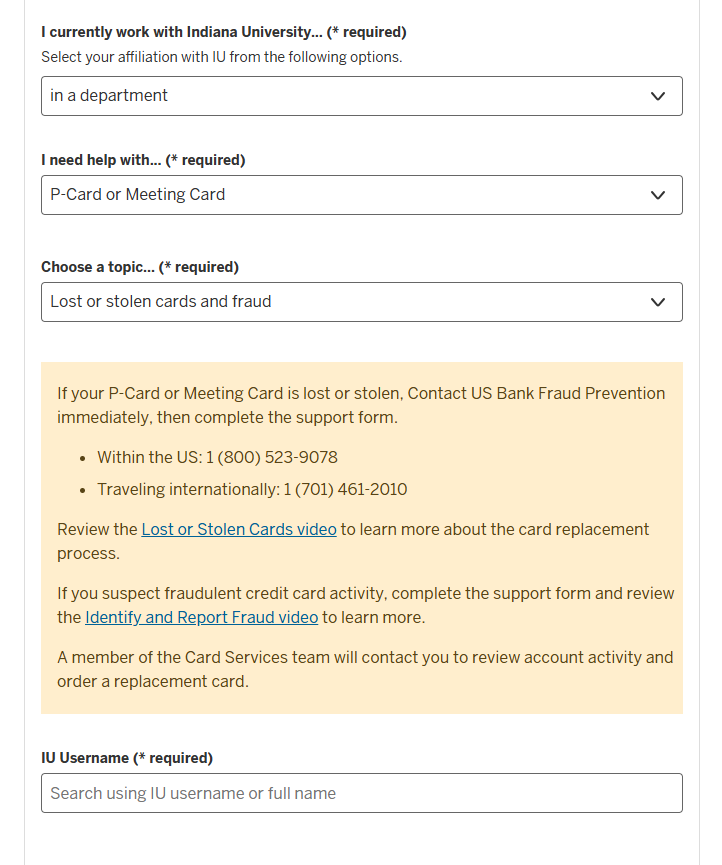 I currently work with Indiana University... (* required)
Select your affiliation with IU from the following options.
in a department
I need help with... (* required)
P-Card or Meeting Card
Choose a topic... (* required)
Lost or stolen cards and fraud
If your P-Card or Meeting Card is lost or stolen, Contact US Bank Fraud Prevention
immediately, then complete the support form.
• Within the US: 1 (800) 523-9078
• Traveling internationally: 1 (701) 461-2010
Review the Lost or Stolen Cards video to learn more about the card replacement
process.
If you suspect fraudulent credit card activity, complete the support form and review
the Identify and Report Fraud video to learn more.
A member of the Card Services team will contact you to review account activity and
order a replacement card.
IU Username (* required)
Search using IU username or full name